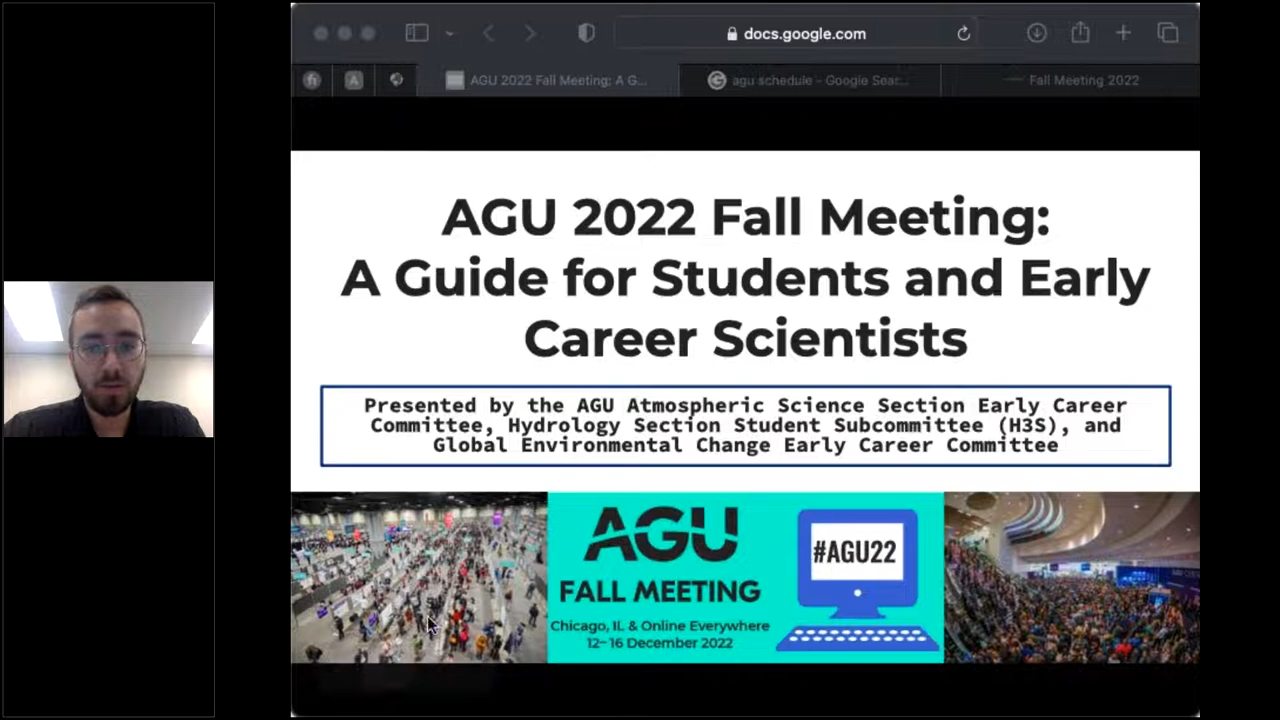 docs.google.com
A
AGU 2022 Fall Meeting: A G...
G
agu schedule - Google Sear...
Fall Meeting 2022
AGU 2022 Fall Meeting:
A Guide for Students and Early
Career Scientists
Presented by the AGU Atmospheric Science Section Early Career
Committee, Hydrology Section Student Subcommittee (H3S), and
Global Environmental Change Early Career Committee
AGU
FALL MEETING
Chicago, IL & Online Everywhere
12–16 December 2022
#AGU22